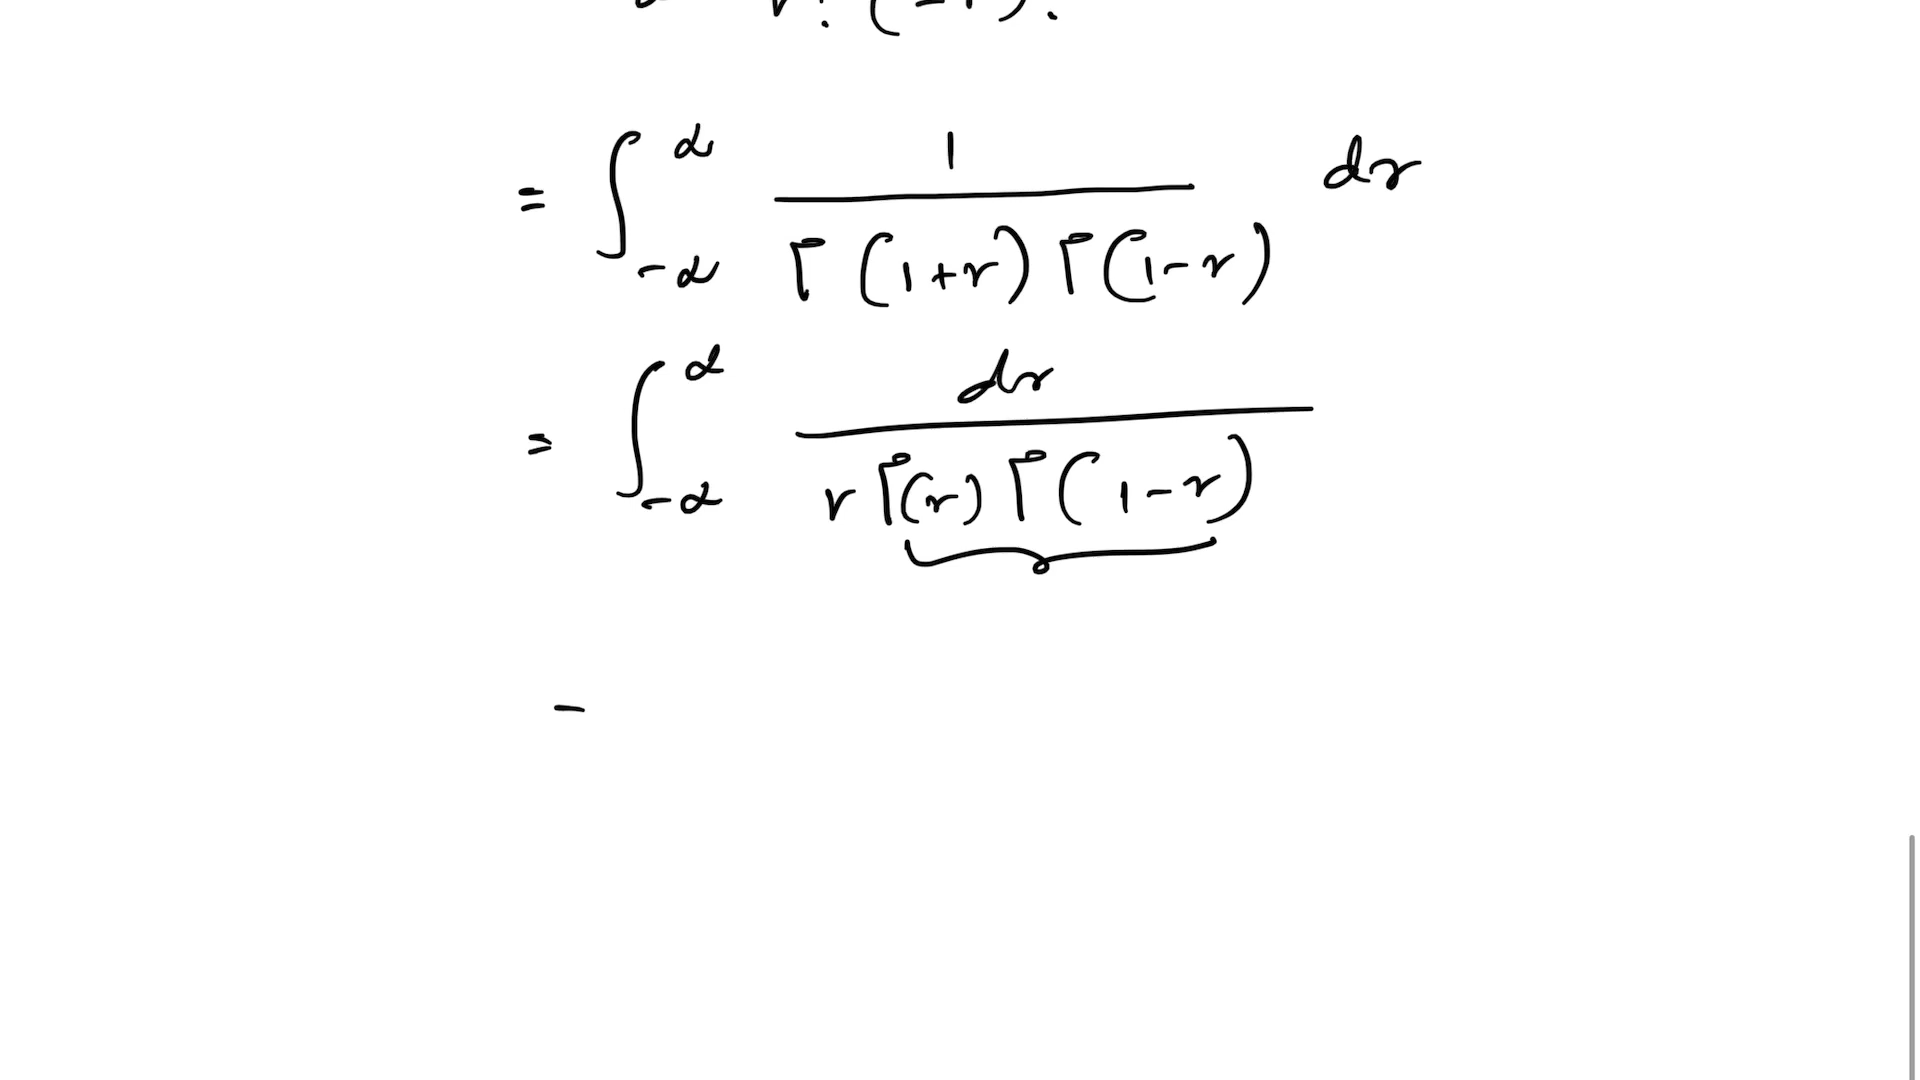 r! (-r)!
= ∫_{-α}^{α} 1 / (Γ(1+r) Γ(1-r)) dr
= ∫_{-α}^{α} dr / (r Γ(r) Γ(1-r))
-